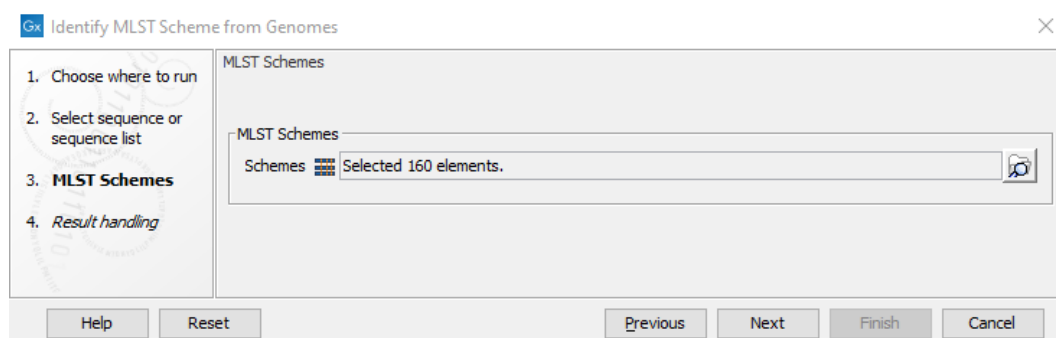 Gx Identify MLST Scheme from Genomes
1. Choose where to run
2. Select sequence or
sequence list
3. MLST Schemes
4. Result handling
MLST Schemes
MLST Schemes
Schemes Selected 160 elements.
Help Reset Previous Next Finish Cancel